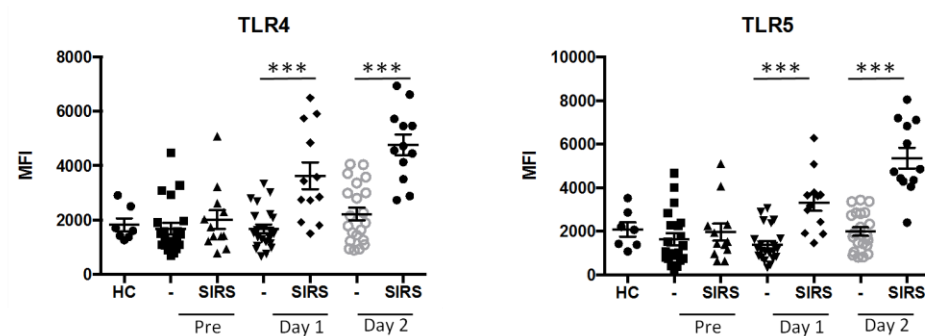 TLR4
8000
6000
4000
2000
0
MFI
*** ***
HC - SIRS - SIRS - SIRS
Pre Day 1 Day 2
TLR5
10000
8000
6000
4000
2000
0
MFI
*** ***
HC - SIRS - SIRS - SIRS
Pre Day 1 Day 2